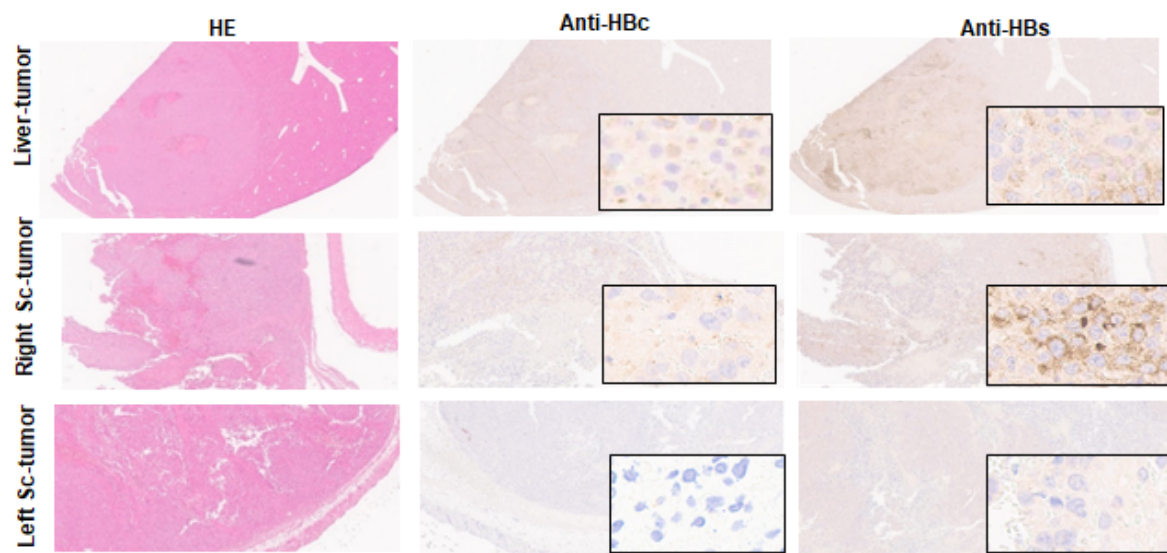 HE
Anti-HBc
Anti-HBs
Liver-tumor
Right Sc-tumor
Left Sc-tumor